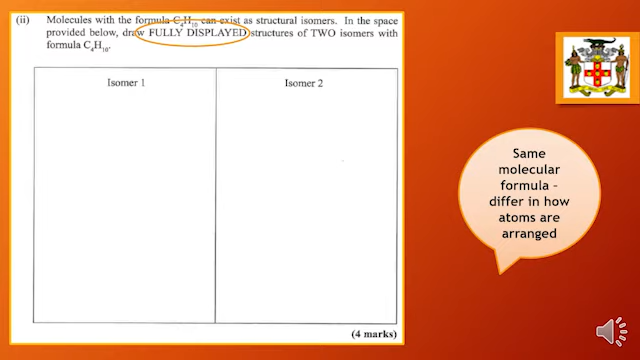 (ii) Molecules with the formula C₄H₁₀ can exist as structural isomers. In the space
provided below, draw FULLY DISPLAYED structures of TWO isomers with
formula C₄H₁₀.
Isomer 1
Isomer 2
(4 marks)
Same
molecular
formula –
differ in how
atoms are
arranged